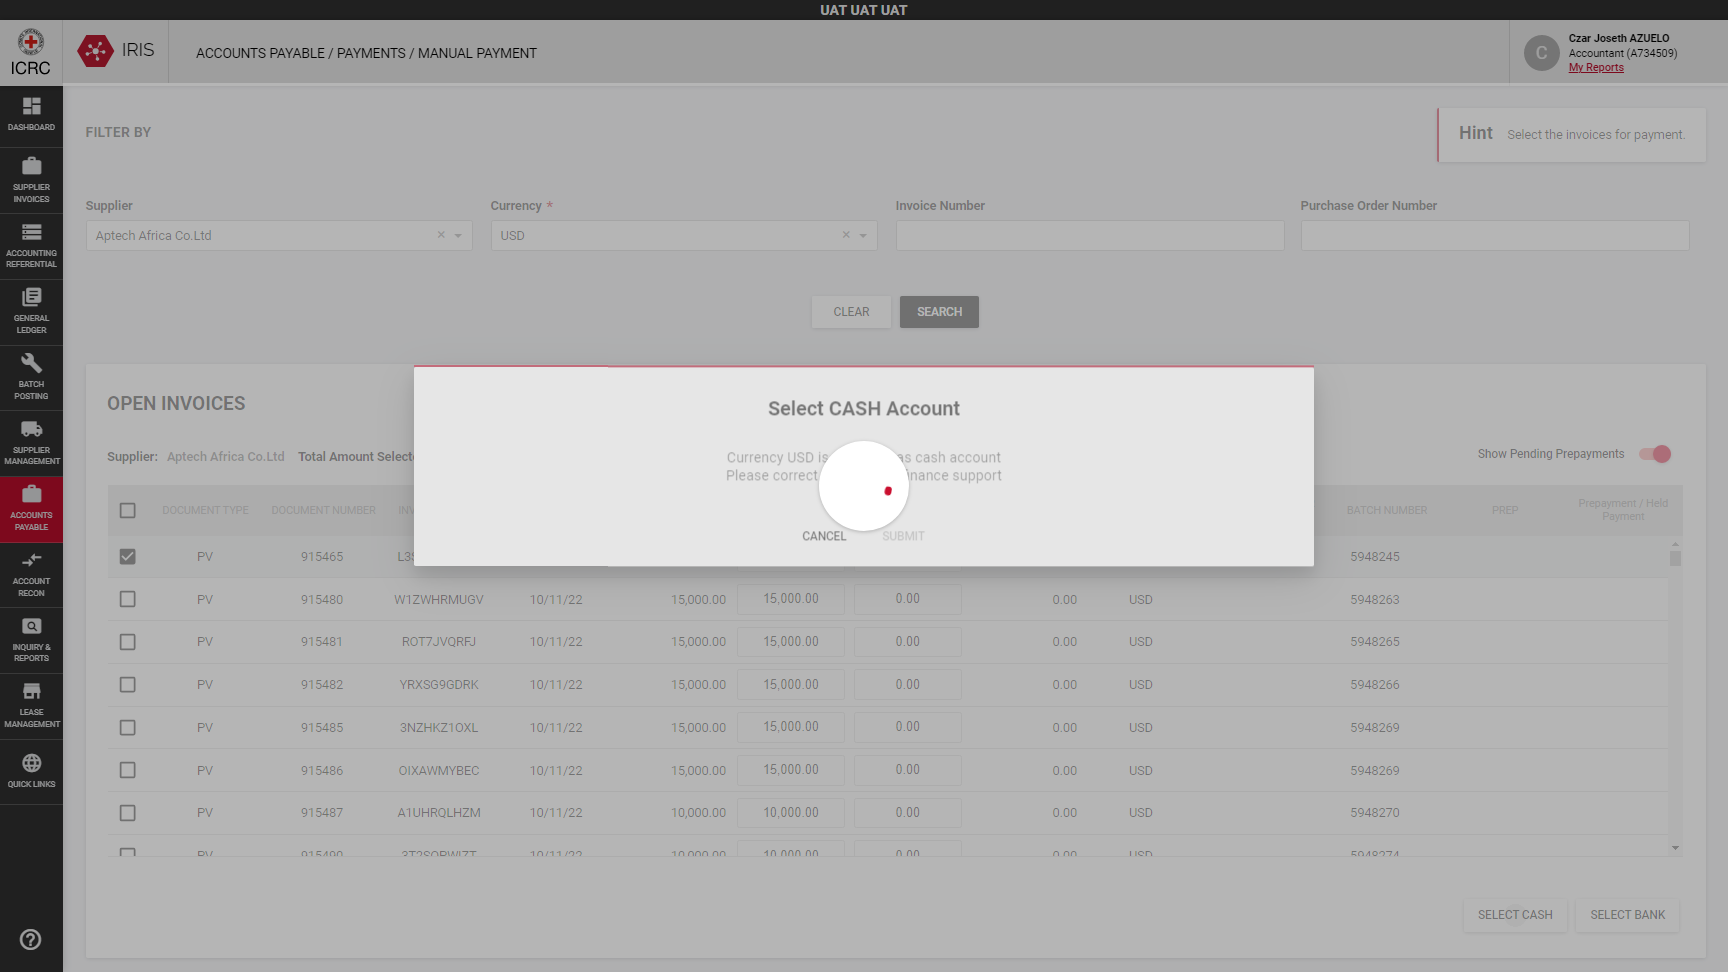 UAT UAT UAT
ICRC
IRIS
ACCOUNTS PAYABLE / PAYMENTS / MANUAL PAYMENT
C
Czar Joseth AZUELO
Accountant (A734509)
My Reports
DASHBOARD
SUPPLIER
INVOICES
ACCOUNTING
REFERENTIAL
GENERAL
LEDGER
BATCH
POSTING
SUPPLIER
MANAGEMENT
ACCOUNTS
PAYABLE
ACCOUNT
RECON
INQUIRY &
REPORTS
LEASE
MANAGEMENT
QUICK LINKS
FILTER BY
Hint Select the invoices for payment.
Supplier Currency * Invoice Number Purchase Order Number
Aptech Africa Co.Ltd × USD ×
CLEAR SEARCH
OPEN INVOICES
Supplier: Aptech Africa Co.Ltd Total Amount
Show Pending Prepayments
Select CASH Account
Currency USD is as cash account
Please correct support
CANCEL SUBMIT
DOCUMENT TYPE DOCUMENT NUMBER BATCH NUMBER PREP Prepayment / Held
Payment
PV 915465 5948245
PV 915480 W1ZWHRMUGV 10/11/22 15,000.00 15,000.00 0.00 0.00 USD 5948263
PV 915481 ROT7JVQRFJ 10/11/22 15,000.00 15,000.00 0.00 0.00 USD 5948265
PV 915482 YRXSG9GDRK 10/11/22 15,000.00 15,000.00 0.00 0.00 USD 5948266
PV 915485 3NZHKZ1OXL 10/11/22 15,000.00 15,000.00 0.00 0.00 USD 5948269
PV 915486 OIXAWMYBEC 10/11/22 15,000.00 15,000.00 0.00 0.00 USD 5948269
PV 915487 A1UHRQLHZM 10/11/22 10,000.00 10,000.00 0.00 0.00 USD 5948270
PV 915490 10/11/22 10,000.00 10,000.00 0.00 0.00 USD 5948274
SELECT CASH SELECT BANK